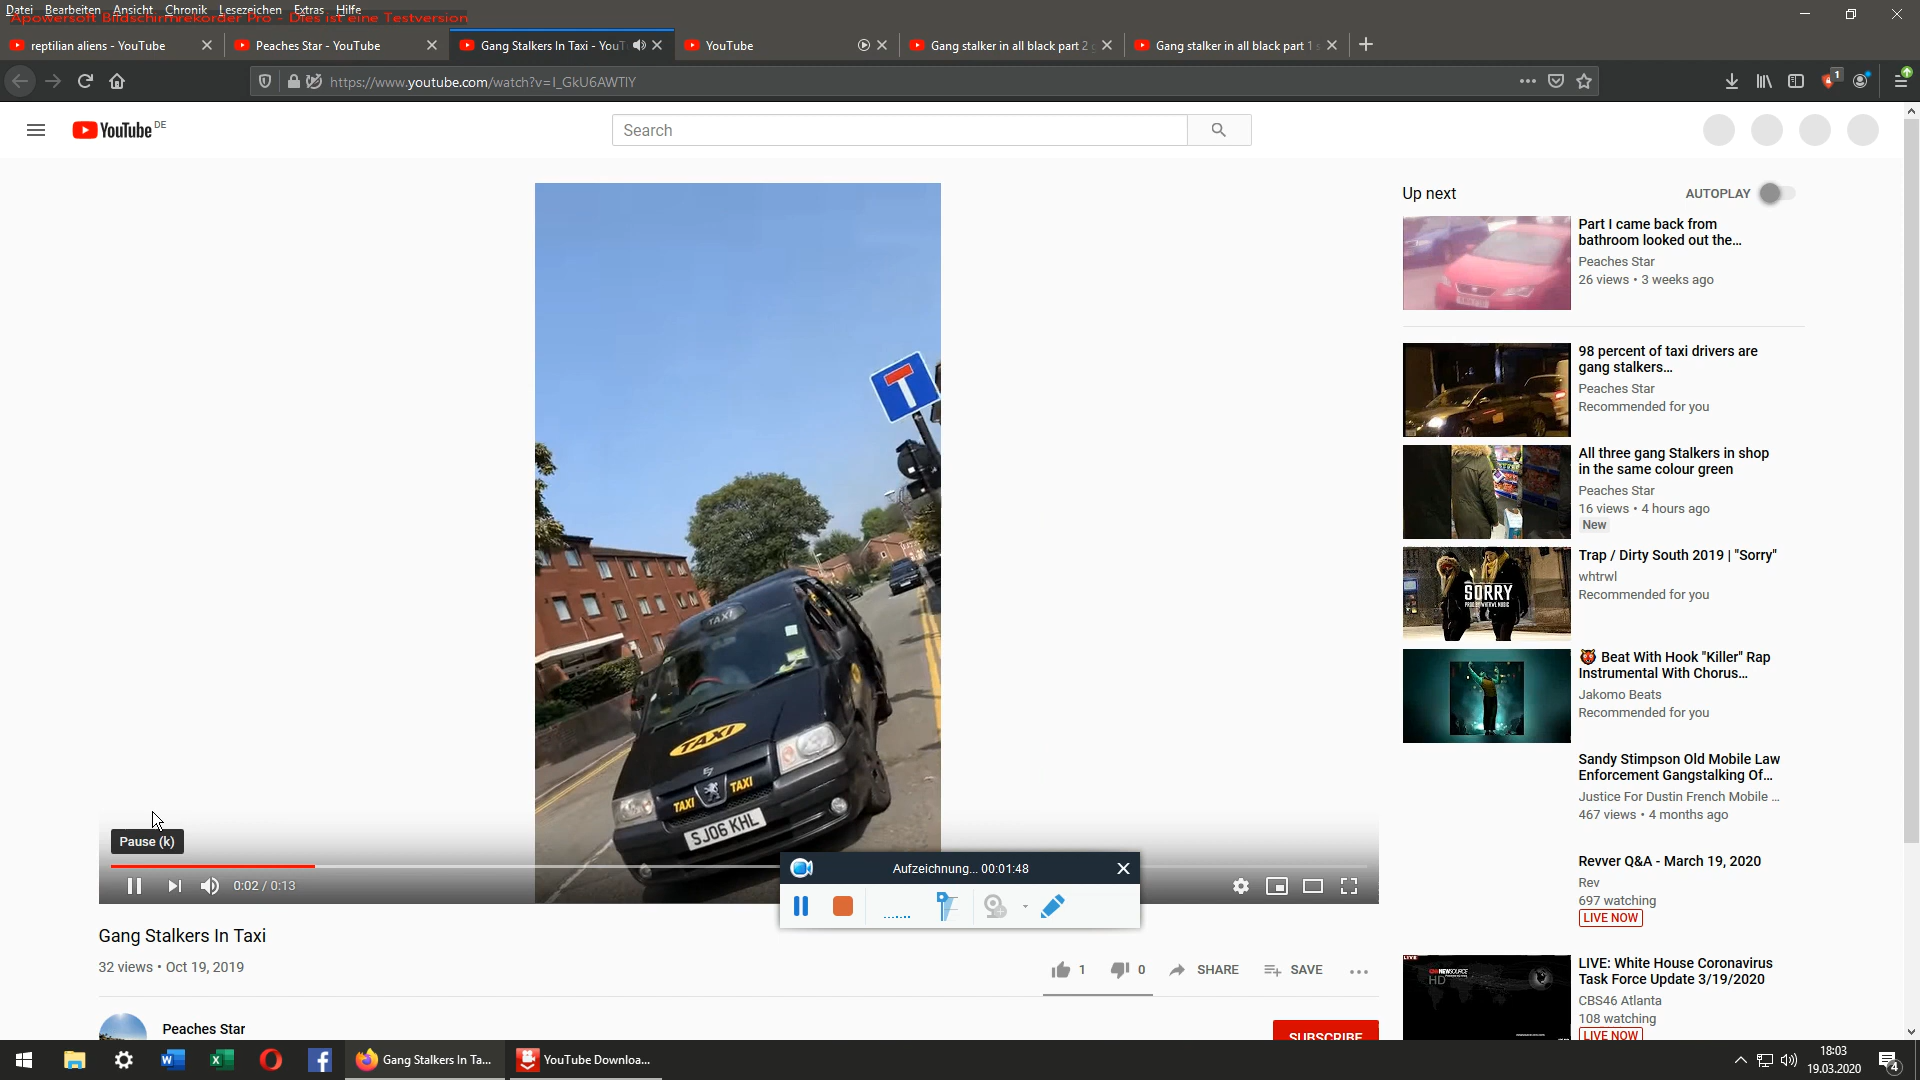 Datei Bearbeiten Ansicht Chronik Lesezeichen Extras Hilfe
Apowersoft Bildschirmrekorder Pro - Dies ist eine Testversion
reptilian aliens - YouTube
Peaches Star - YouTube
Gang Stalkers In Taxi - YouT
YouTube
Gang stalker in all black part 2
Gang stalker in all black part 1
https://www.youtube.com/watch?v=I_GkU6AWTIY
1
YouTube DE
Search
Up next
AUTOPLAY
Part I came back from
bathroom looked out the...
Peaches Star
26 views • 3 weeks ago
98 percent of taxi drivers are
gang stalkers...
Peaches Star
Recommended for you
All three gang Stalkers in shop
in the same colour green
Peaches Star
16 views • 4 hours ago
New
SORRY
Trap / Dirty South 2019 | "Sorry"
whtrwl
Recommended for you
Beat With Hook "Killer" Rap
Instrumental With Chorus...
Jakomo Beats
Recommended for you
Sandy Stimpson Old Mobile Law
Enforcement Gangstalking Of...
Justice For Dustin French Mobile ...
467 views • 4 months ago
Revver Q&A - March 19, 2020
Rev
697 watching
LIVE NOW
LIVE: White House Coronavirus
Task Force Update 3/19/2020
CBS46 Atlanta
108 watching
LIVE NOW
TAXI
TAXI
TAXI TAXI
SJ06 KHL
Pause (k)
0:02 / 0:13
Aufzeichnung... 00:01:48
Gang Stalkers In Taxi
32 views • Oct 19, 2019
1
0
SHARE
SAVE
Peaches Star
SUBSCRIBE
Gang Stalkers In Ta...
YouTube Downloa...
18:03
19.03.2020
4